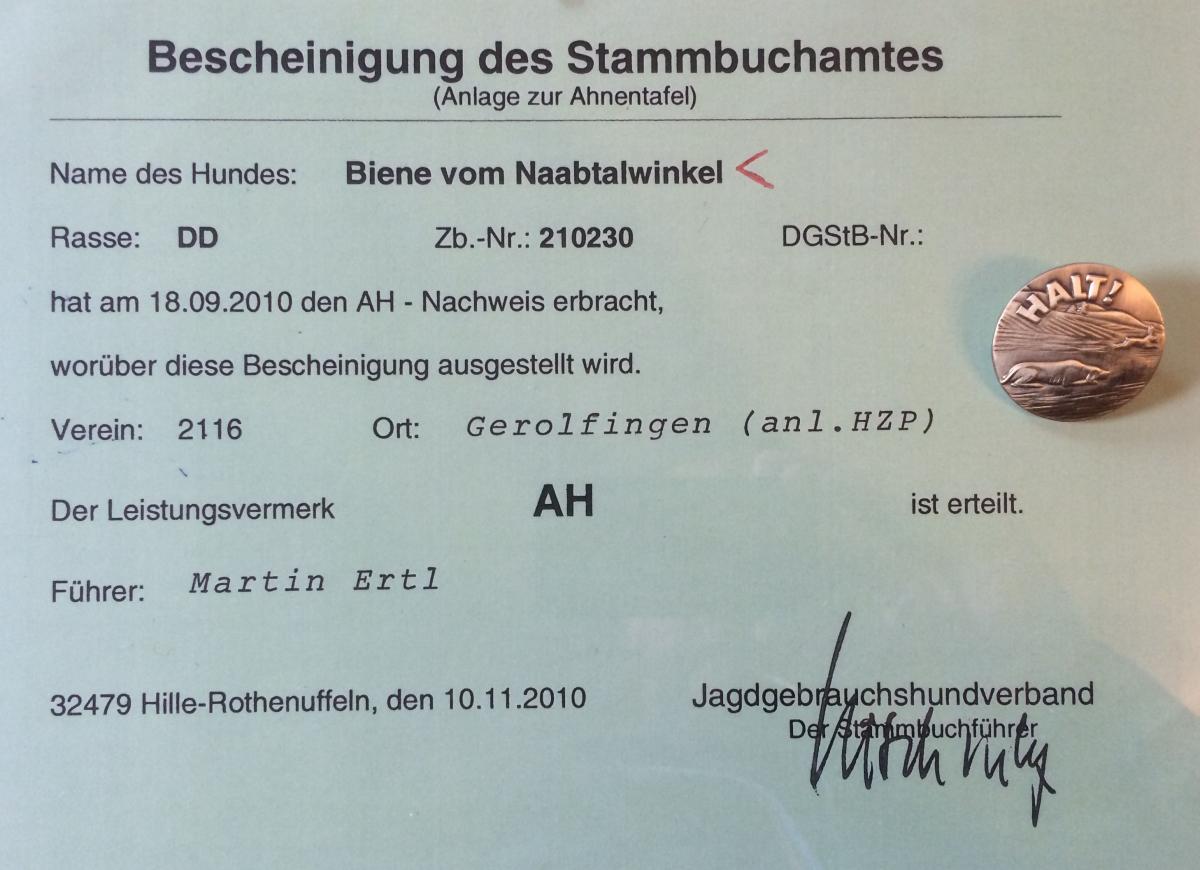 Bescheinigung des Stammbuchamtes
(Anlage zur Ahnentafel)
Name des Hundes: Biene vom Naabtalwinkel
Rasse: DD Zb.-Nr.: 210230 DGStB-Nr.:
HALT!
hat am 18.09.2010 den AH - Nachweis erbracht,
worüber diese Bescheinigung ausgestellt wird.
Verein: 2116 Ort: Gerolfingen (anl.HZP)
Der Leistungsvermerk AH ist erteilt.
Führer: Martin Ertl
32479 Hille-Rothenuffeln, den 10.11.2010 Jagdgebrauchshundverband
Der Stammbuchführer